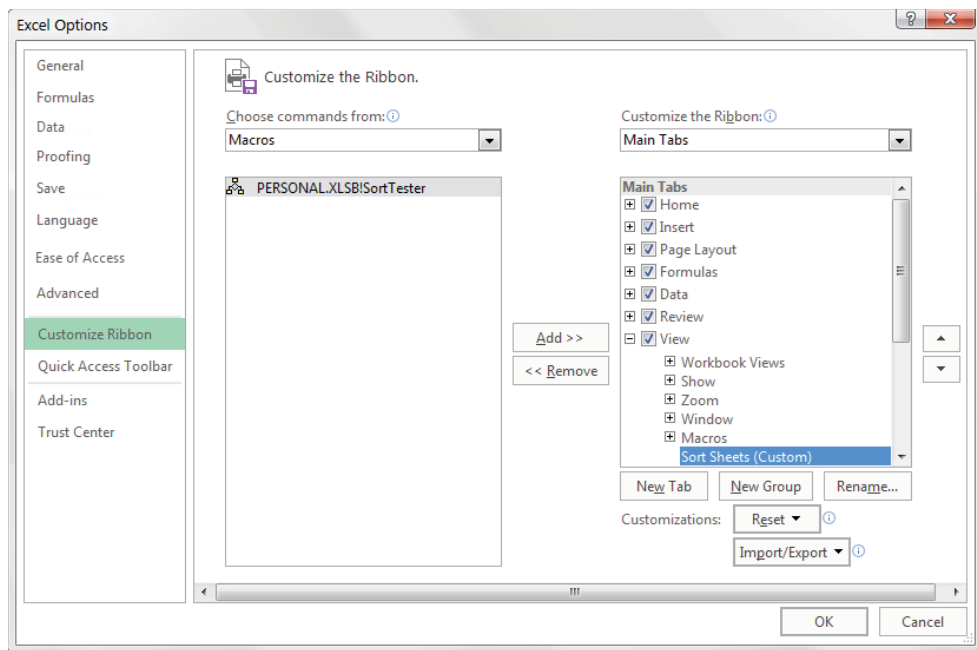 Excel Options
General
Formulas
Data
Proofing
Save
Language
Ease of Access
Advanced
Customize Ribbon
Quick Access Toolbar
Add-ins
Trust Center
Customize the Ribbon.
Choose commands from:
Macros
PERSONAL.XLSB!SortTester
Add >>
<< Remove
Customize the Ribbon:
Main Tabs
Main Tabs
Home
Insert
Page Layout
Formulas
Data
Review
View
Workbook Views
Show
Zoom
Window
Macros
Sort Sheets (Custom)
New Tab New Group Rename...
Customizations: Reset
Import/Export
OK Cancel